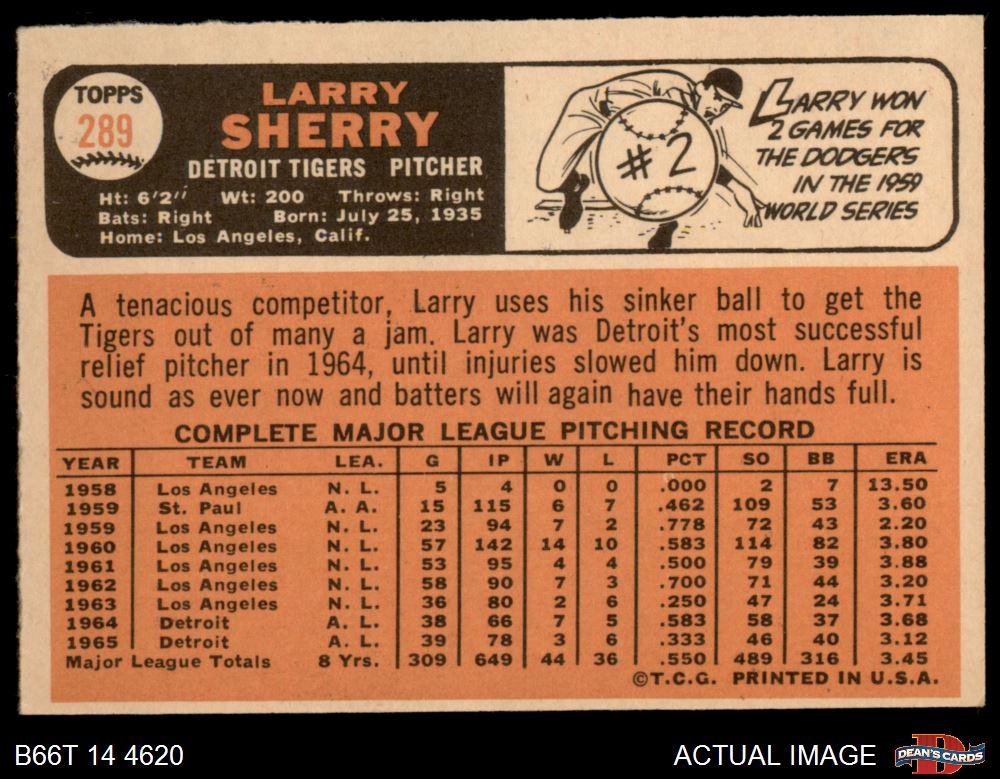 TOPPS
289
LARRY
SHERRY
DETROIT TIGERS PITCHER
Ht: 6'2" Wt: 200 Throws: Right
Bats: Right Born: July 25, 1935
Home: Los Angeles, Calif.
#2
LARRY WON
2 GAMES FOR
THE DODGERS
IN THE 1959
WORLD SERIES
A tenacious competitor, Larry uses his sinker ball to get the
Tigers out of many a jam. Larry was Detroit's most successful
relief pitcher in 1964, until injuries slowed him down. Larry is
sound as ever now and batters will again have their hands full.
COMPLETE MAJOR LEAGUE PITCHING RECORD
YEAR TEAM LEA. G IP W L PCT SO BB ERA
1958 Los Angeles N. L. 5 4 0 0 .000 2 7 13.50
1959 St. Paul A. A. 15 115 6 7 .462 109 53 3.60
1959 Los Angeles N. L. 23 94 7 2 .778 72 43 2.20
1960 Los Angeles N. L. 57 142 14 10 .583 114 82 3.80
1961 Los Angeles N. L. 53 95 4 4 .500 79 39 3.88
1962 Los Angeles N. L. 58 90 7 3 .700 71 44 3.20
1963 Los Angeles N. L. 36 80 2 6 .250 47 24 3.71
1964 Detroit A. L. 38 66 7 5 .583 58 37 3.68
1965 Detroit A. L. 39 78 3 6 .333 46 40 3.12
Major League Totals 8 Yrs. 309 649 44 36 .550 489 316 3.45
©T.C.G. PRINTED IN U.S.A.
B66T 14 4620
ACTUAL IMAGE
D
DEAN'S CARDS